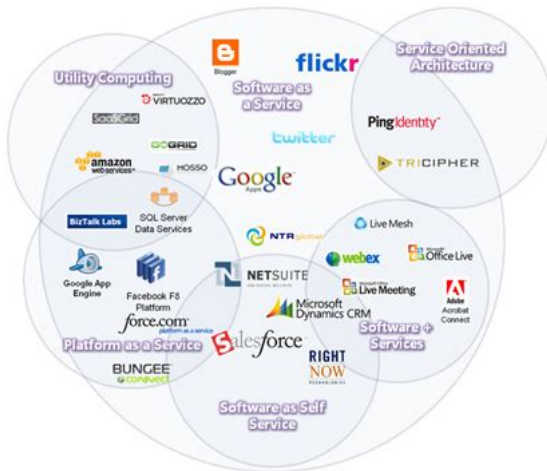 Blogger
flickr
Service Oriented
Architecture
Utility Computing
Software as
a Service
VIRTUOZZO
SaaSGrid
twitter
PingIdentity
GOGRID
amazon
webservices
MOSSO
Google
Apps
TRICIPHER
BizTalk Labs
SQL Server
Data Services
NTR
Live Mesh
webex
Office Live
Google App
Engine
Facebook F8
Platform
NETSUITE
Live Meeting
Adobe
Acrobat
Connect
Microsoft
Dynamics CRM
force.com
platform as a service
Platform as a Service
salesforce
Software +
Services
BUNGEE
connect
RIGHT
NOW
TECHNOLOGIES
Software as Self
Service